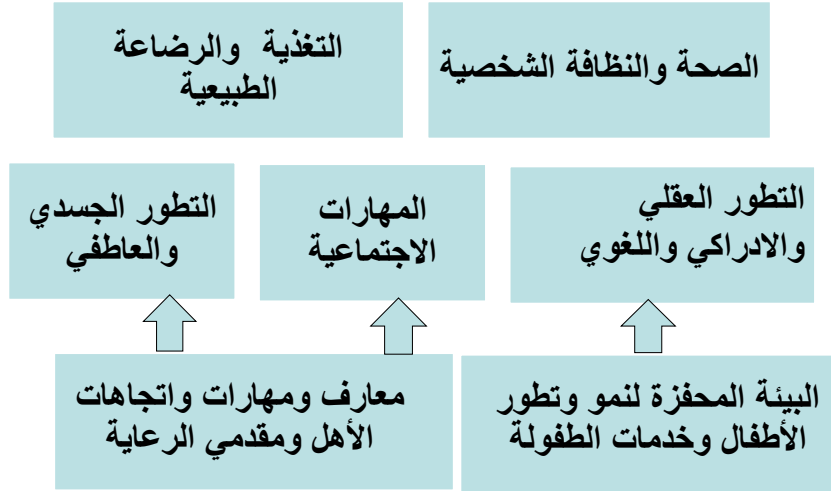 الصحة والنظافة الشخصية
التغذية والرضاعة
الطبيعية
التطور العقلي
والادراكي واللغوي
المهارات
الاجتماعية
التطور الجسدي
والعاطفي
البيئة المحفزة لنمو وتطور
الأطفال وخدمات الطفولة
معارف ومهارات واتجاهات
الأهل ومقدمي الرعاية